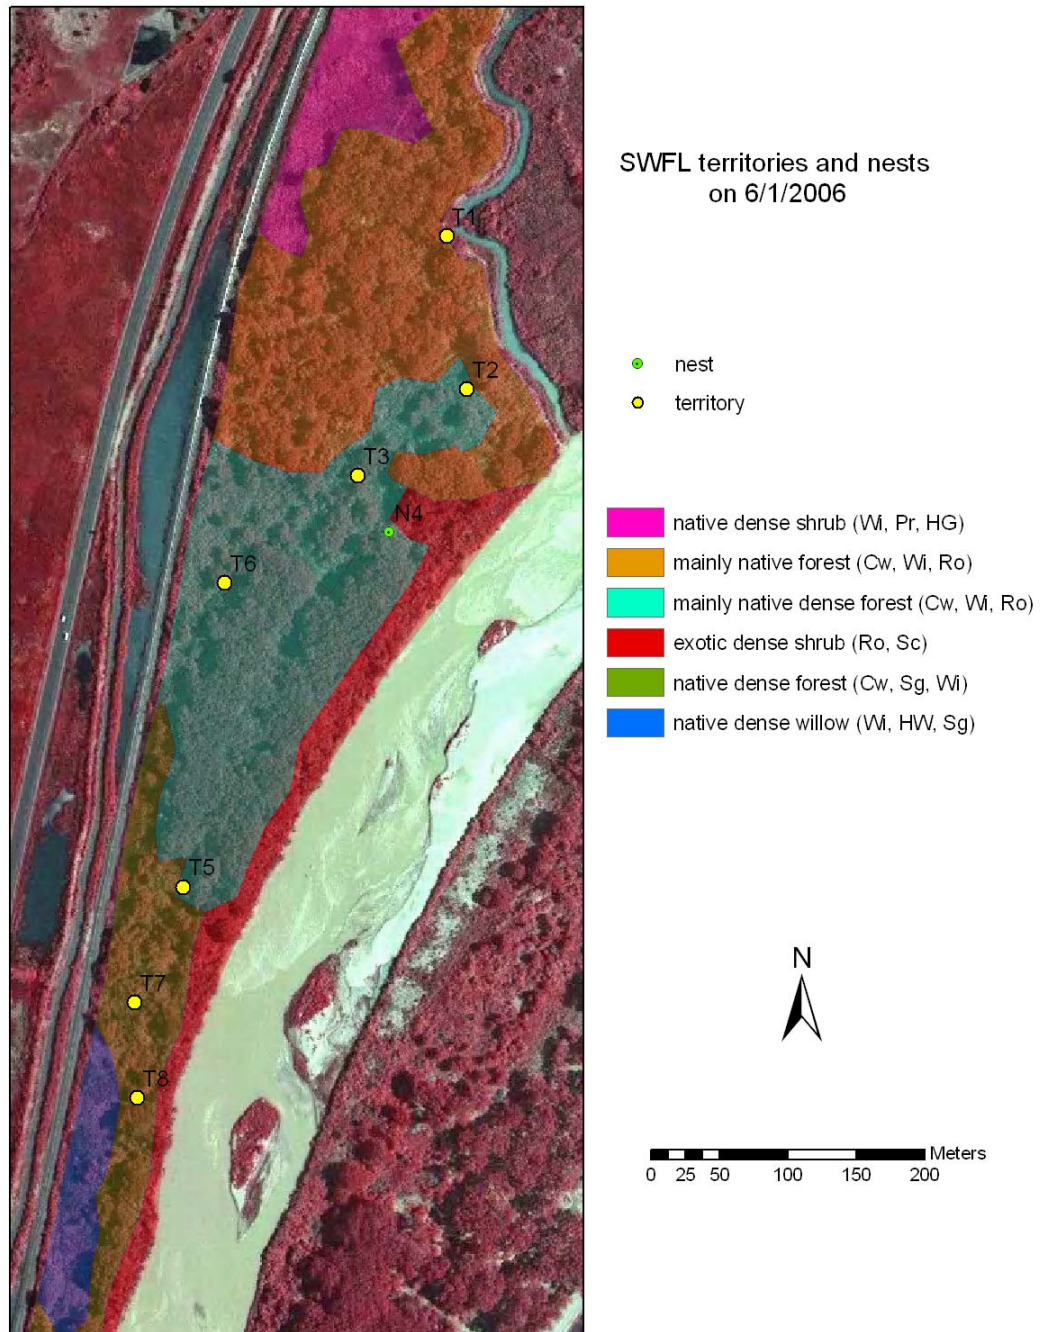 SWFL territories and nests
on 6/1/2006
T1
nest
T2
territory
T3
N4
native dense shrub (Wi, Pr, HG)
mainly native forest (Cw, Wi, Ro)
T6
mainly native dense forest (Cw, Wi, Ro)
exotic dense shrub (Ro, Sc)
native dense forest (Cw, Sg, Wi)
native dense willow (Wi, HW, Sg)
T5
N
T7
T8
Meters
0 25 50 100 150 200